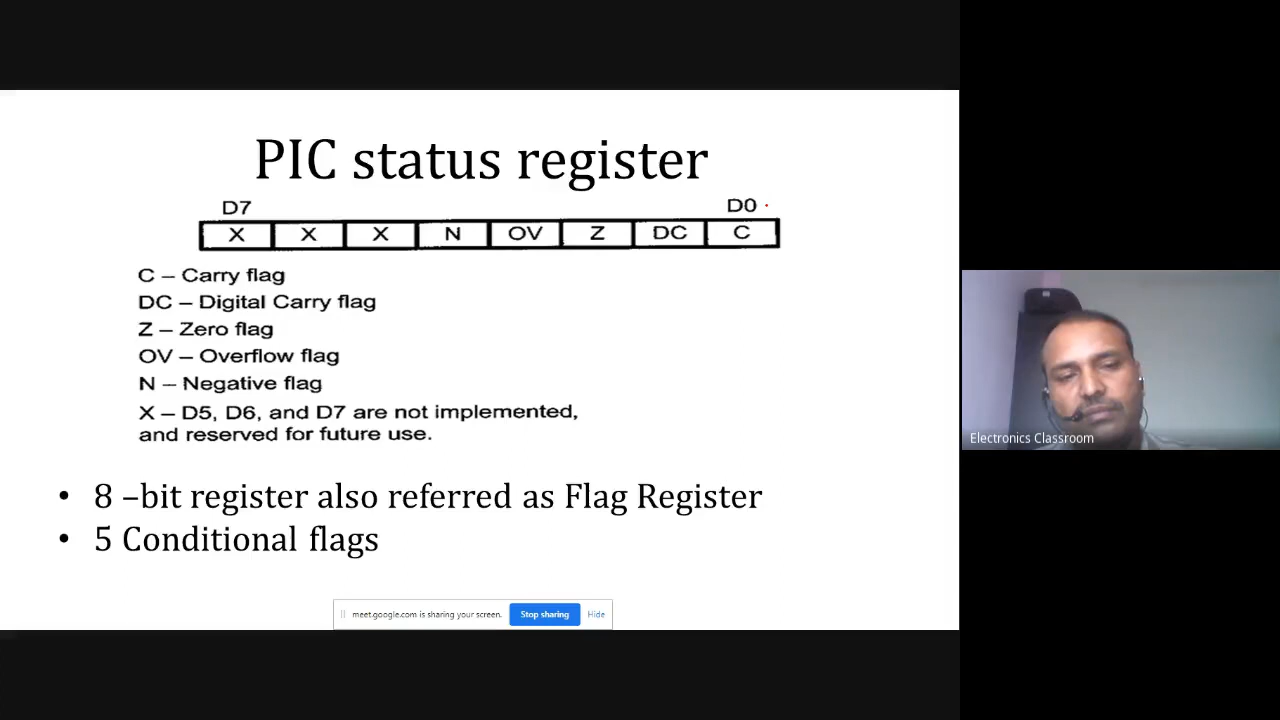 PIC status register
D7 D0
X X X N OV Z DC C
C – Carry flag
DC – Digital Carry flag
Z – Zero flag
OV – Overflow flag
N – Negative flag
X – D5, D6, and D7 are not implemented,
and reserved for future use.
• 8 –bit register also referred as Flag Register
• 5 Conditional flags
meet.google.com is sharing your screen. Stop sharing Hide
Electronics Classroom